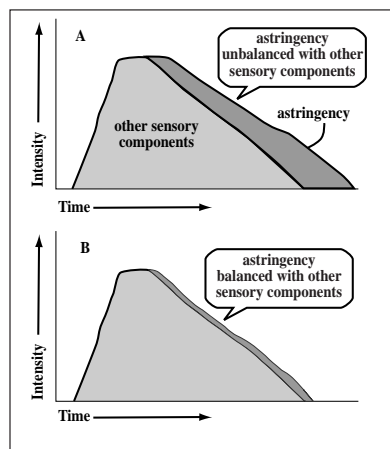 A
astringency
unbalanced with other
sensory components
astringency
other sensory
components
Intensity
Time
B
astringency
balanced with other
sensory components
Intensity
Time